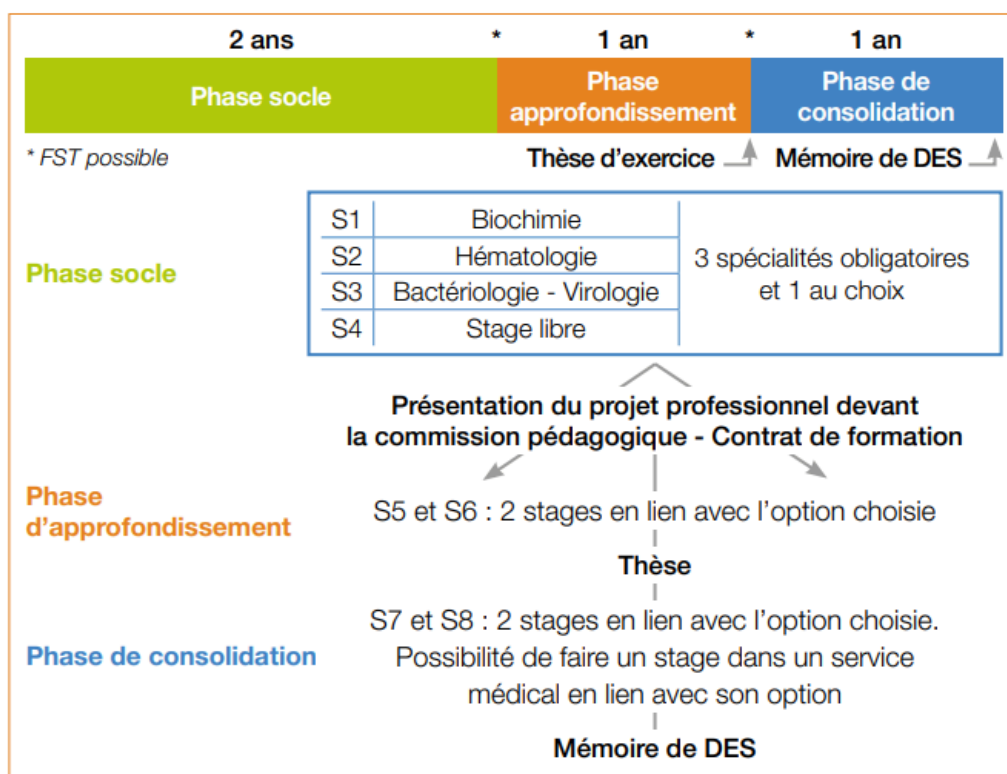 2 ans * 1 an * 1 an
Phase socle
Phase
approfondissement
Phase de
consolidation
* FST possible
Thèse d'exercice
Mémoire de DES
Phase socle
S1 Biochimie
S2 Hématologie
S3 Bactériologie - Virologie
S4 Stage libre
3 spécialités obligatoires
et 1 au choix
Présentation du projet professionnel devant
la commission pédagogique - Contrat de formation
Phase
d'approfondissement
S5 et S6 : 2 stages en lien avec l'option choisie
Thèse
Phase de consolidation
S7 et S8 : 2 stages en lien avec l'option choisie.
Possibilité de faire un stage dans un service
médical en lien avec son option
Mémoire de DES